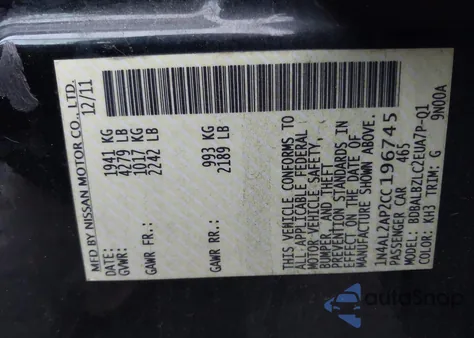 MFD BY NISSAN MOTOR CO., LTD.
DATE: 12/11
GVWR: 1941 KG
4279 LB
GAWR FR.: 1017 KG
2242 LB
GAWR RR.: 993 KG
2189 LB
THIS VEHICLE CONFORMS TO
ALL APPLICABLE FEDERAL
MOTOR VEHICLE SAFETY,
BUMPER, AND THEFT
PREVENTION STANDARDS IN
EFFECT ON THE DATE OF
MANUFACTURE SHOWN ABOVE.
1N4AL2AP2CC196745
PASSENGER CAR 465
MODEL: BDBALBZLC2EUA7P-Q1
COLOR: KH3 TRIM: G 9N00A
autoSnap